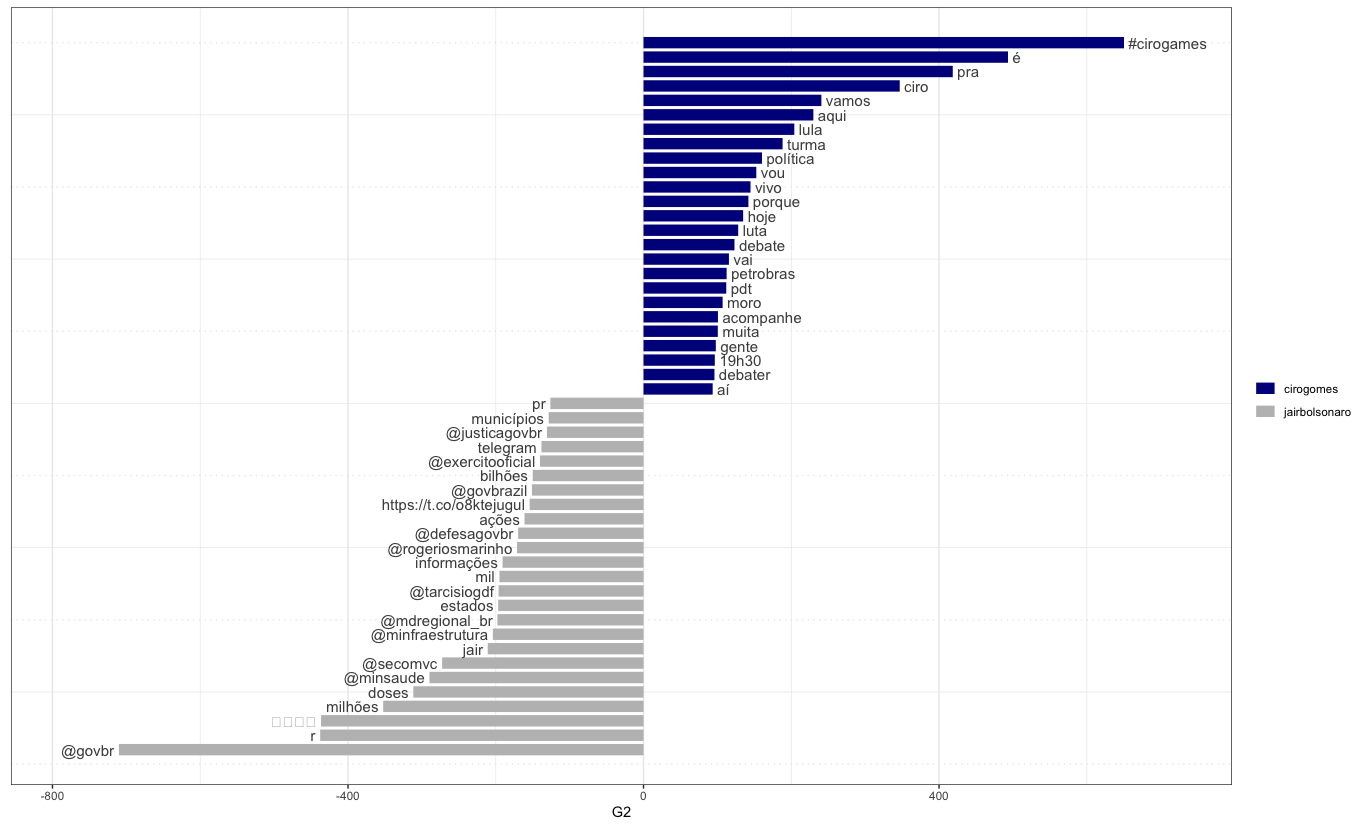 #cirogames
é
pra
ciro
vamos
aqui
lula
turma
política
vou
vivo
porque
hoje
luta
debate
vai
petrobras
pdt
moro
acompanhe
muita
gente
19h30
debater
aí
pr
municípios
@justicagovbr
telegram
@exercitooficial
bilhões
@govbrazil
https://t.co/o8ktejugul
ações
@defesagovbr
@rogeriosmarinho
informações
mil
@tarcisiogdf
estados
@mdregional_br
@minfraestrutura
jair
@secomvc
@minsaude
doses
milhões
r
@govbr
-800 -400 0 400
G2
cirogomes
jairbolsonaro